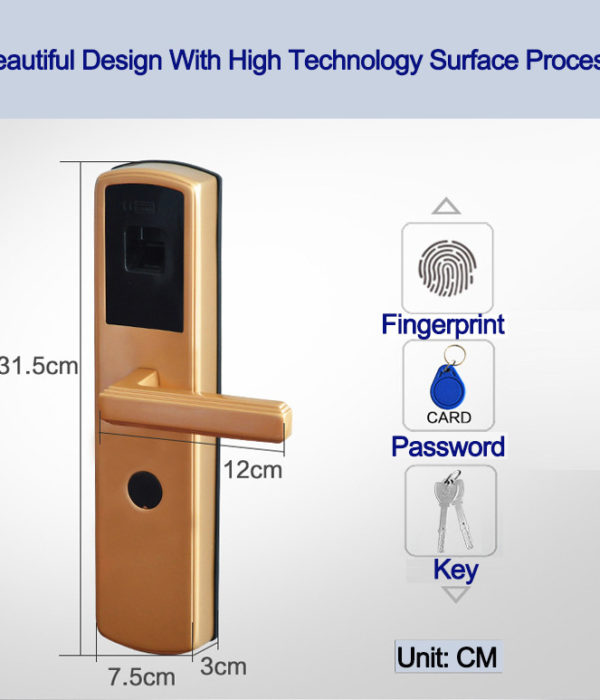 eautiful Design With High Technology Surface Proces
31.5cm
Fingerprint
CARD
12cm
Password
Key
Unit: CM
7.5cm
3cm